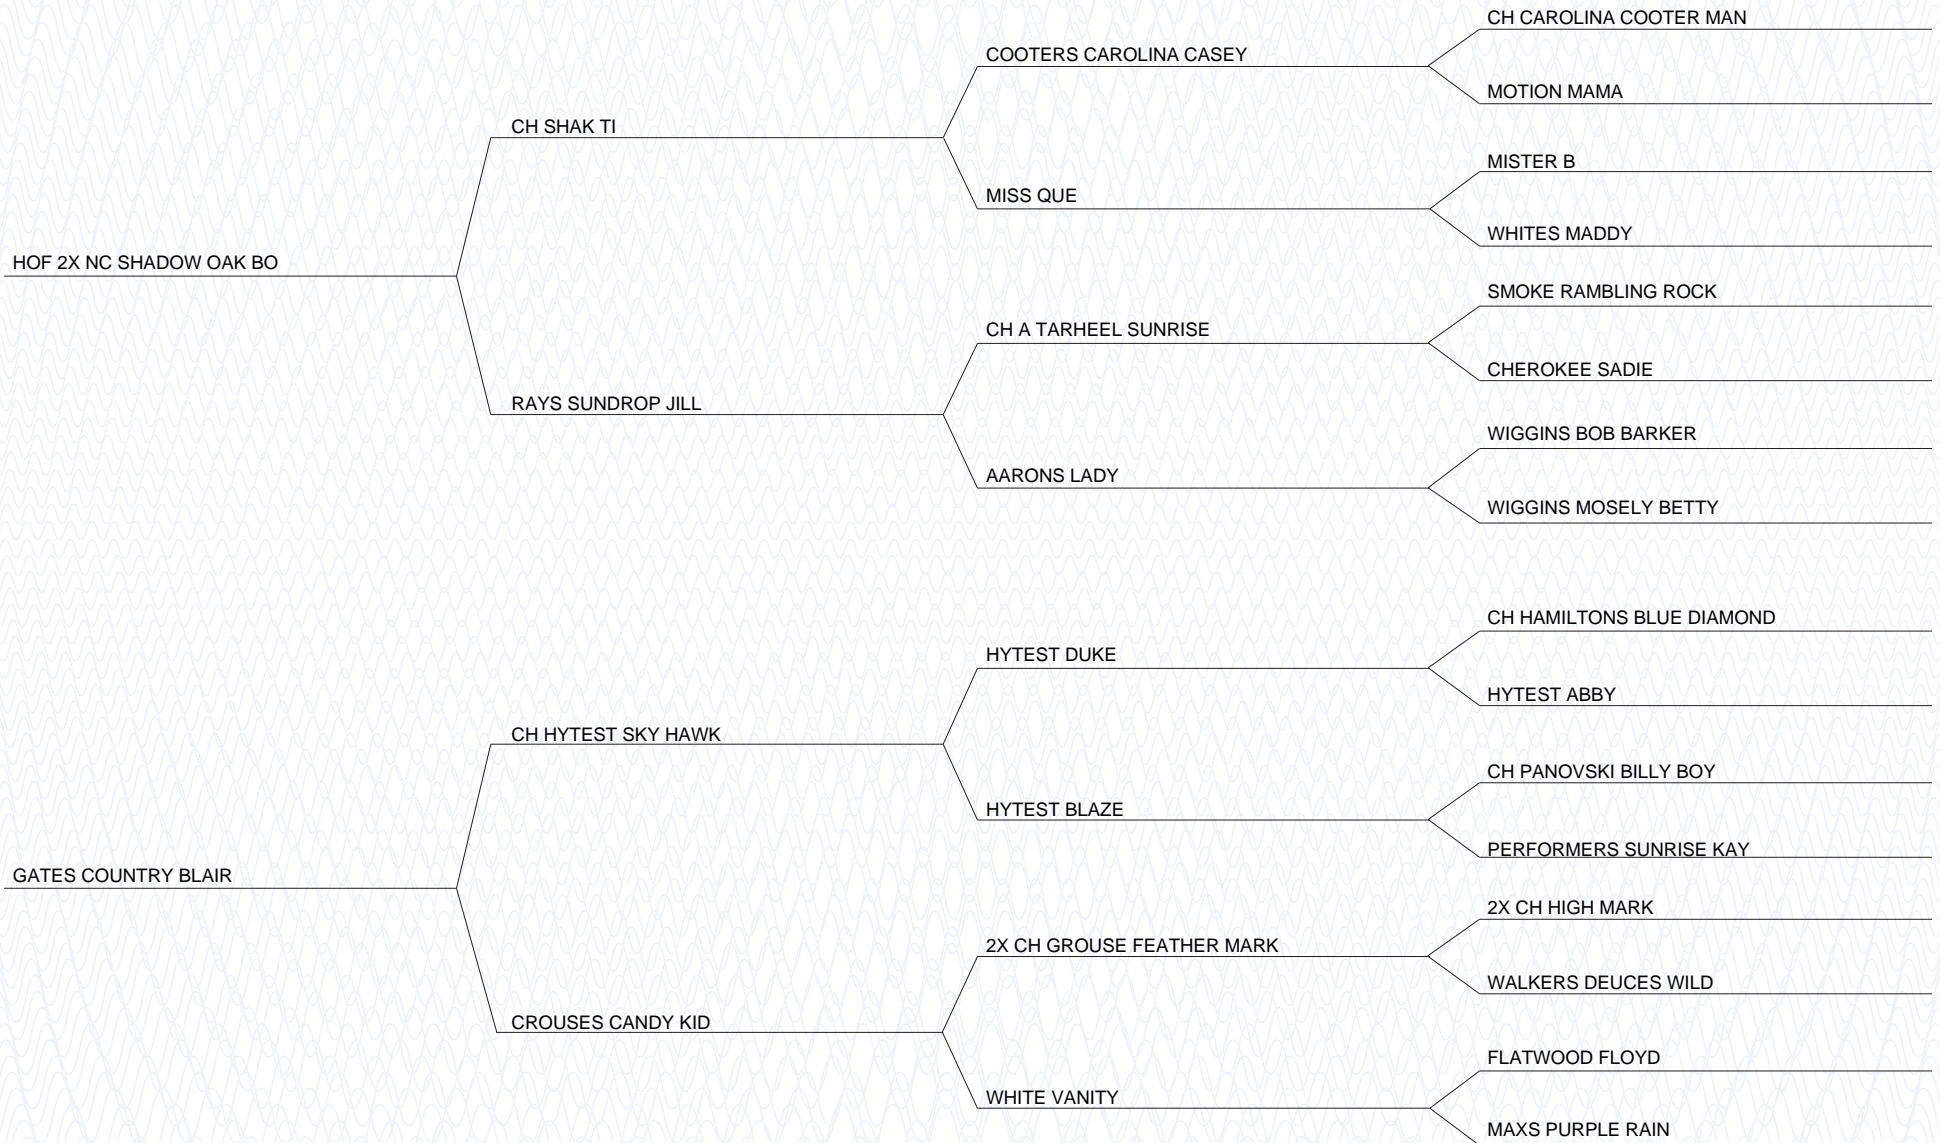 CH CAROLINA COOTER MAN
COOTERS CAROLINA CASEY
MOTION MAMA
CH SHAK TI
MISTER B
MISS QUE
WHITES MADDY
HOF 2X NC SHADOW OAK BO
SMOKE RAMBLING ROCK
CH A TARHEEL SUNRISE
CHEROKEE SADIE
RAYS SUNDROP JILL
WIGGINS BOB BARKER
AARONS LADY
WIGGINS MOSELY BETTY
CH HAMILTONS BLUE DIAMOND
HYTEST DUKE
HYTEST ABBY
CH HYTEST SKY HAWK
CH PANOVSKI BILLY BOY
HYTEST BLAZE
PERFORMERS SUNRISE KAY
GATES COUNTRY BLAIR
2X CH HIGH MARK
2X CH GROUSE FEATHER MARK
WALKERS DEUCES WILD
CROUSES CANDY KID
FLATWOOD FLOYD
WHITE VANITY
MAXS PURPLE RAIN